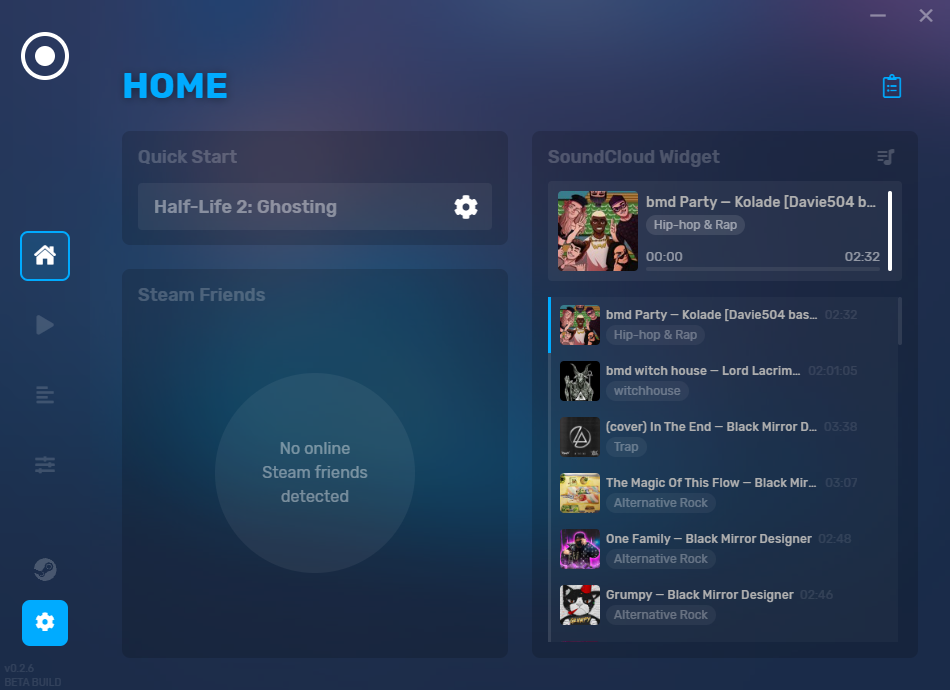 HOME
Quick Start
Half-Life 2: Ghosting
Steam Friends
No online
Steam friends
detected
SoundCloud Widget
bmd Party — Kolade [Davie504 b...
Hip-hop & Rap
00:00 02:32
bmd Party — Kolade [Davie504 bas... 02:32
Hip-hop & Rap
bmd witch house — Lord Lacrim... 02:01:05
witchhouse
(cover) In The End — Black Mirror D... 03:38
Trap
The Magic Of This Flow — Black Mir... 03:07
Alternative Rock
One Family — Black Mirror Designer 02:48
Alternative Rock
Grumpy — Black Mirror Designer 02:46
Alternative Rock
v0.2.6
BETA BUILD